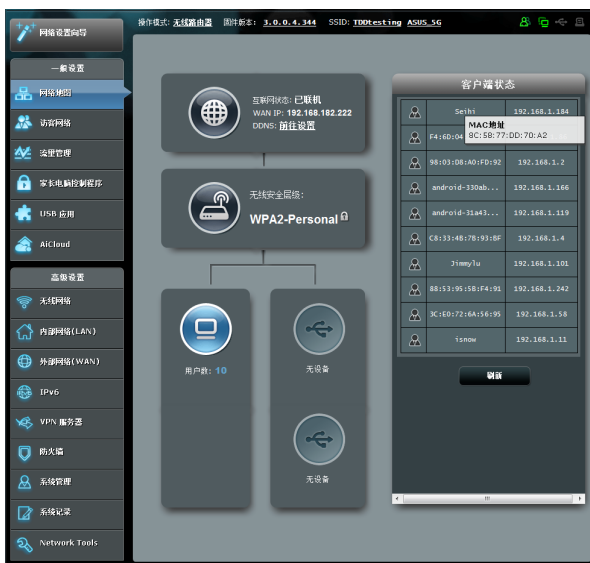 操作模式: 无线路由器 固件版本: 3.0.0.4.344 SSID: TDDtesting ASUS_5G
网络设置向导
一般设置
网络地图
访客网络
流量管理
家长电脑控制程序
USB 应用
AiCloud
高级设置
无线网络
内部网络(LAN)
外部网络(WAN)
IPv6
VPN 服务器
防火墙
系统管理
系统记录
Network Tools
互联网状态: 已联机
WAN IP: 192.168.182.222
DDNS: 前往设置
无线安全层级:
WPA2-Personal
用户数: 10
无设备
无设备
客户端状态
Seihi 192.168.1.184
MAC地址
8C:58:77:DD:70:A2
F4:6D:04
98:03:D8:A0:FD:92 192.168.1.2
android-330ab... 192.168.1.166
android-31a43... 192.168.1.119
C8:33:4B:7B:93:BF 192.168.1.4
Jimmylu 192.168.1.101
88:53:95:5B:F4:91 192.168.1.242
3C:E0:72:6A:56:95 192.168.1.58
isnow 192.168.1.11
刷新